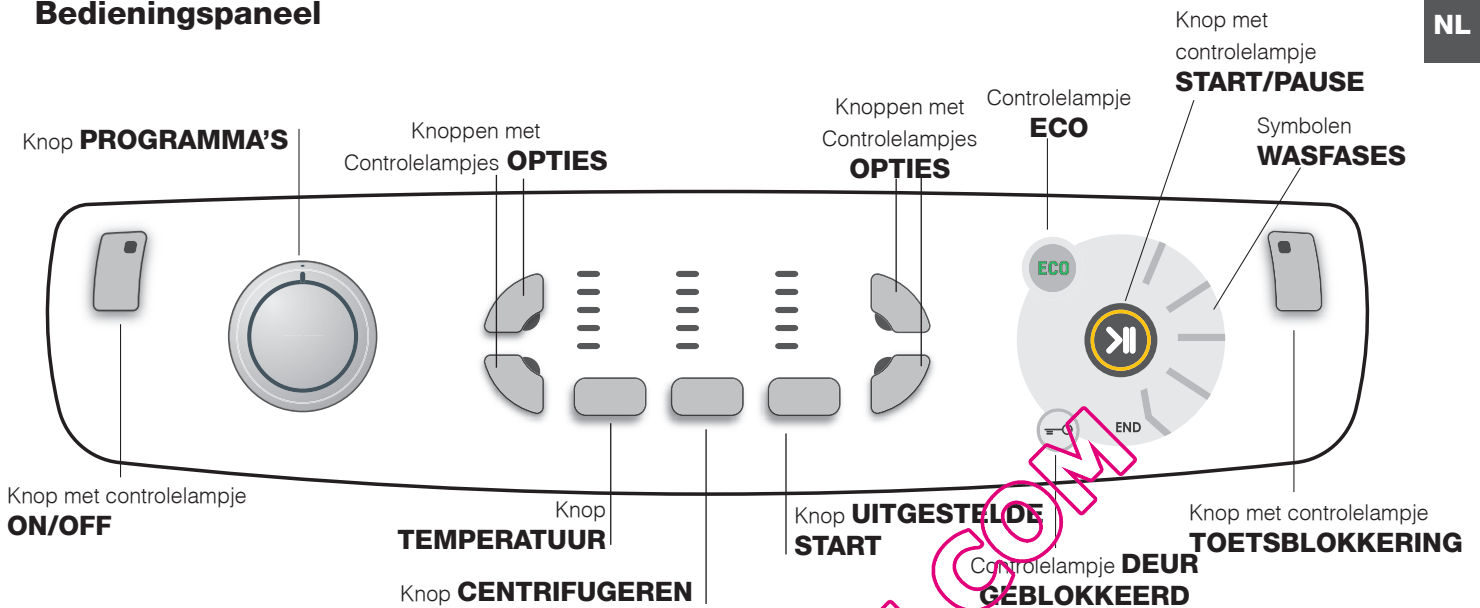 Bedieningspaneel
NL
Knop met
controlelampje
START/PAUSE
Controlelampje
ECO
Knoppen met
Controlelampjes
OPTIES
Symbolen
WASFASES
Knop PROGRAMMA'S
Knoppen met
Controlelampjes OPTIES
ECO
END
Knop met controlelampje
ON/OFF
Knop
TEMPERATUUR
Knop CENTRIFUGEREN
Knop UITGESTELDE
START
Controlelampje DEUR
GEBLOKKEERD
Knop met controlelampje
TOETSBLOKKERING
.COM